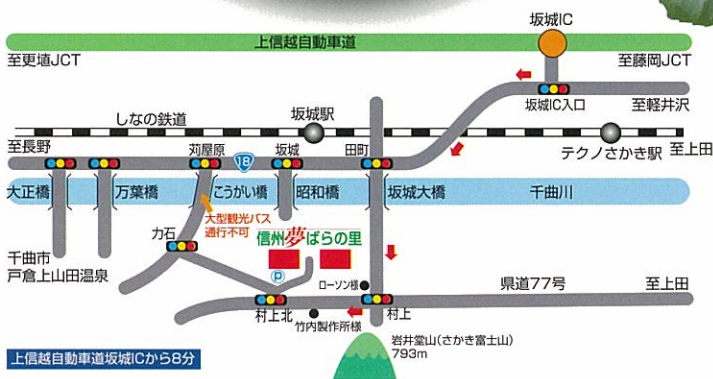 坂城IC
上信越自動車道
至更埴JCT
至藤岡JCT
坂城IC入口
至軽井沢
しなの鉄道
坂城駅
至長野
テクノさかき駅
至上田
苅屋原
18
坂城
田町
大正橋
万葉橋
こうがい橋
昭和橋
坂城大橋
千曲川
大型観光バス
通行不可
力石
信州夢ばらの里
千曲市
戸倉上山田温泉
P
ローソン様
県道77号
至上田
村上北
竹内製作所様
村上
岩井堂山(さかき富士山)
793m
上信越自動車道坂城ICから8分